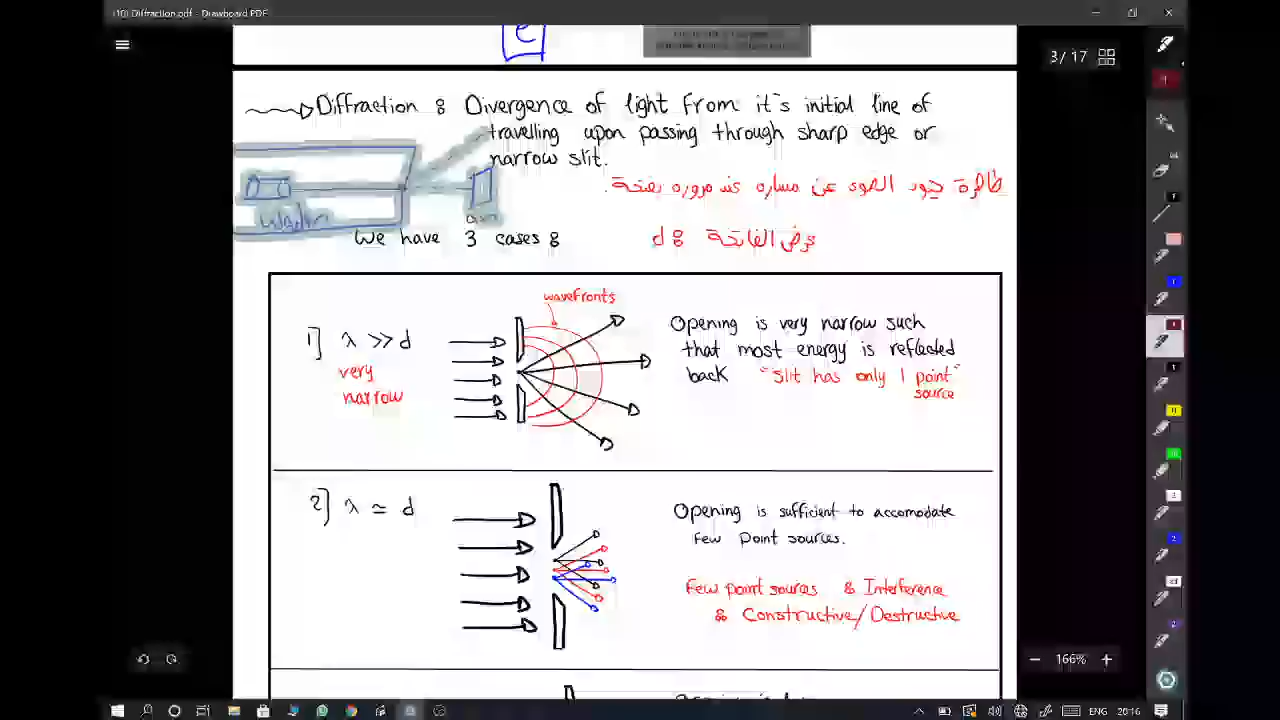 (10) Diffraction.pdf - Drawboard PDF
3 / 17
Diffraction : Divergence of light from it's initial line of
travelling upon passing through sharp edge or
narrow slit.
ظاهرة حيود الضوء عن مساره عند مروره بفتحة.
We have 3 cases :
d : عرض الفتحة
wavefronts
1] λ >> d
very
narrow
Opening is very narrow such
that most energy is reflected
back "Slit has only 1 point"
source
2] λ ≃ d
Opening is sufficient to accomodate
few point sources.
few point sources & Interference
& Constructive/Destructive
166%
ENG 20:16